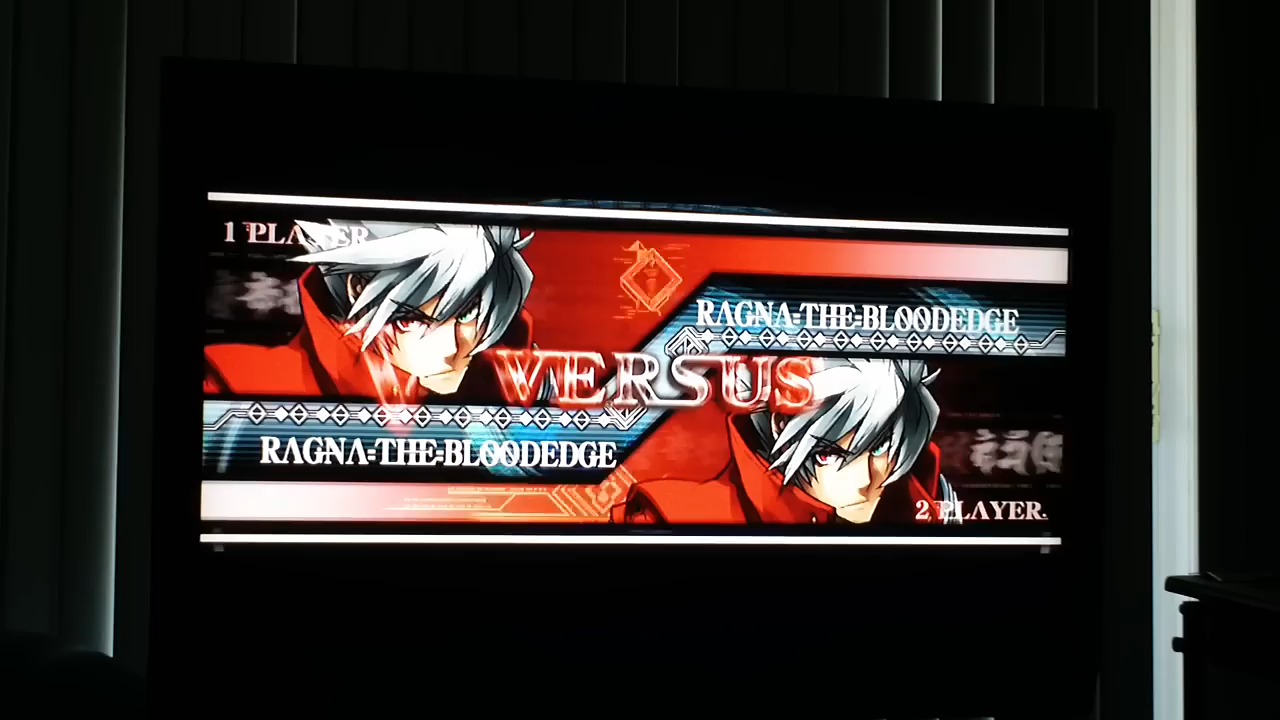 1 PLAYER
RAGNA=THE=BLOODEDGE
VERSUS
RAGNA=THE=BLOODEDGE
2 PLAYER